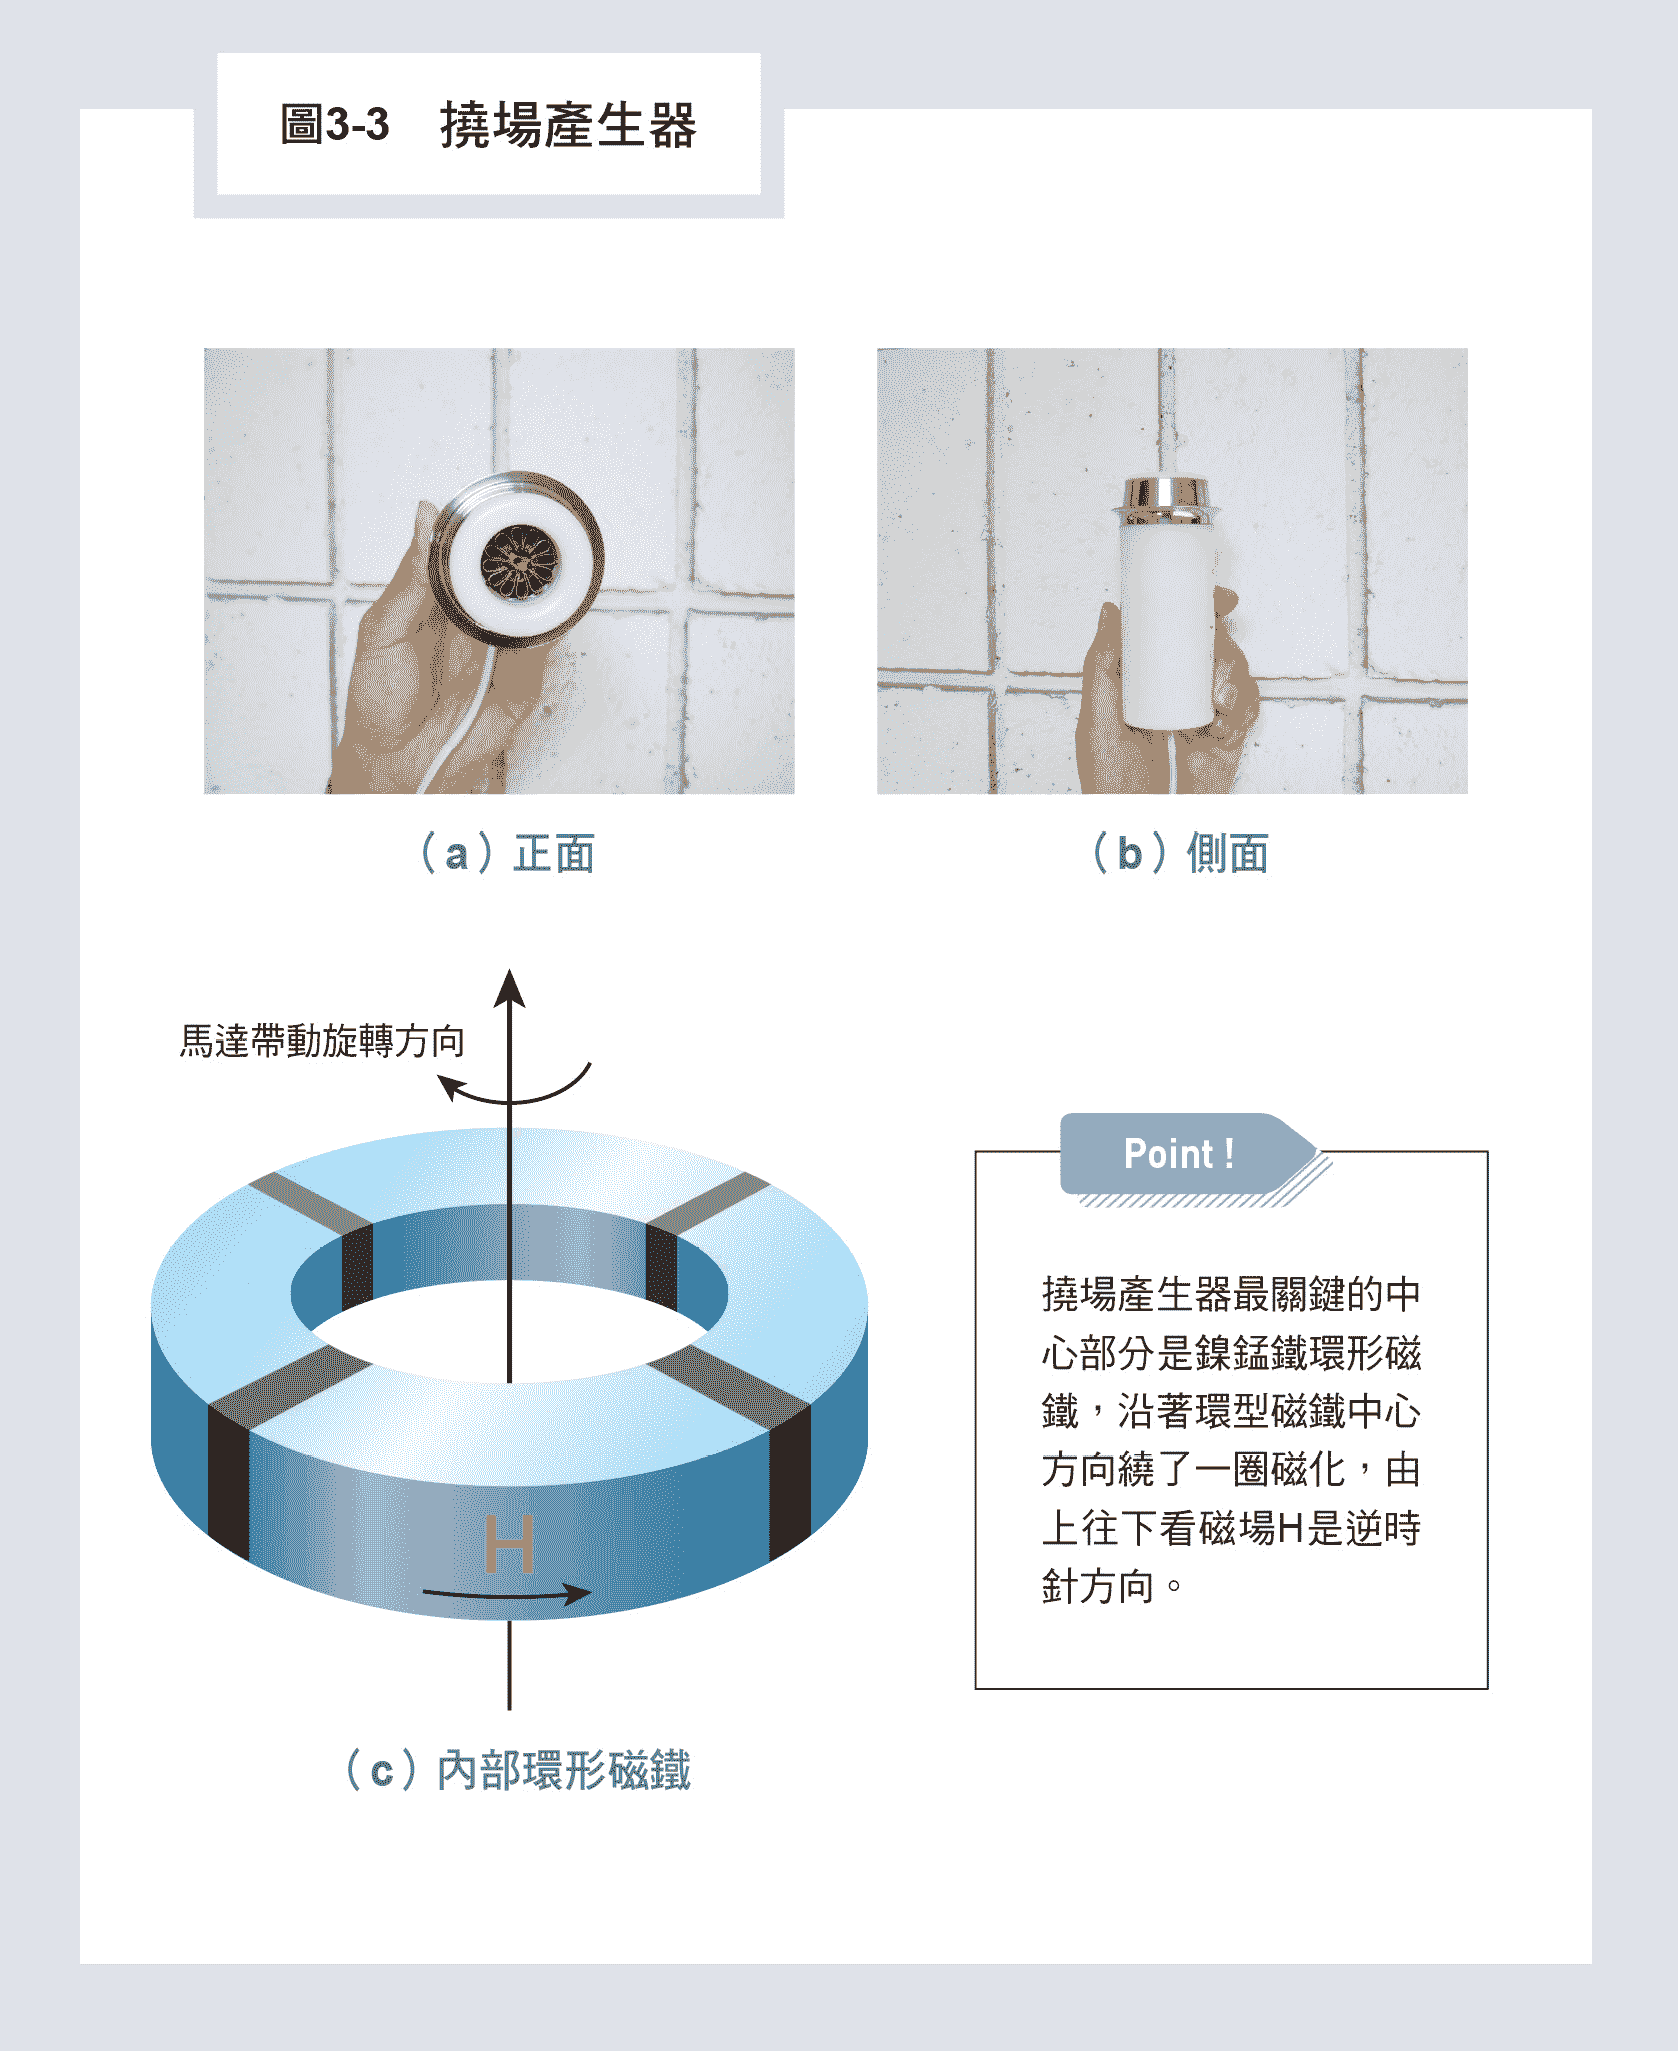 圖3-3　撓場產生器
（a）正面
（b）側面
馬達帶動旋轉方向
H
（c）內部環形磁鐵
Point !
撓場產生器最關鍵的中
心部分是鎳錳鐵環形磁
鐵，沿著環型磁鐵中心
方向繞了一圈磁化，由
上往下看磁場H是逆時
針方向。